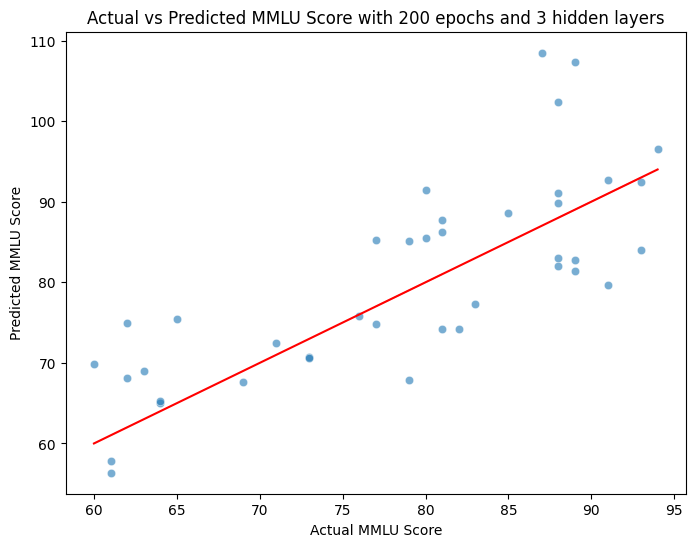 Actual vs Predicted MMLU Score with 200 epochs and 3 hidden layers
110
100
90
80
70
60
Predicted MMLU Score
60 65 70 75 80 85 90 95
Actual MMLU Score